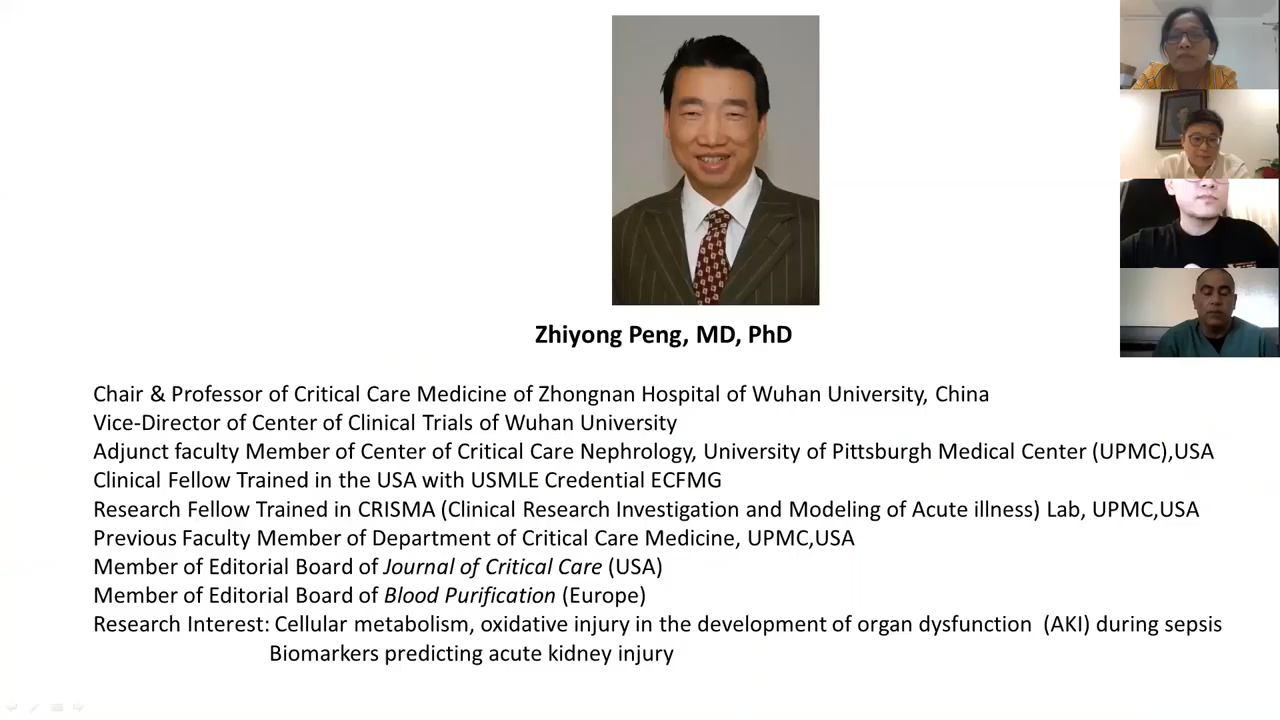 Zhiyong Peng, MD, PhD
Chair & Professor of Critical Care Medicine of Zhongnan Hospital of Wuhan University, China
Vice-Director of Center of Clinical Trials of Wuhan University
Adjunct faculty Member of Center of Critical Care Nephrology, University of Pittsburgh Medical Center (UPMC),USA
Clinical Fellow Trained in the USA with USMLE Credential ECFMG
Research Fellow Trained in CRISMA (Clinical Research Investigation and Modeling of Acute illness) Lab, UPMC,USA
Previous Faculty Member of Department of Critical Care Medicine, UPMC,USA
Member of Editorial Board of Journal of Critical Care (USA)
Member of Editorial Board of Blood Purification (Europe)
Research Interest: Cellular metabolism, oxidative injury in the development of organ dysfunction (AKI) during sepsis
Biomarkers predicting acute kidney injury